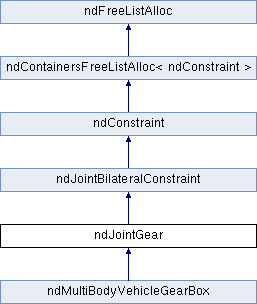 ndFreeListAlloc
ndContainersFreeListAlloc< ndConstraint >
ndConstraint
ndJointBilateralConstraint
ndJointGear
ndMultiBodyVehicleGearBox